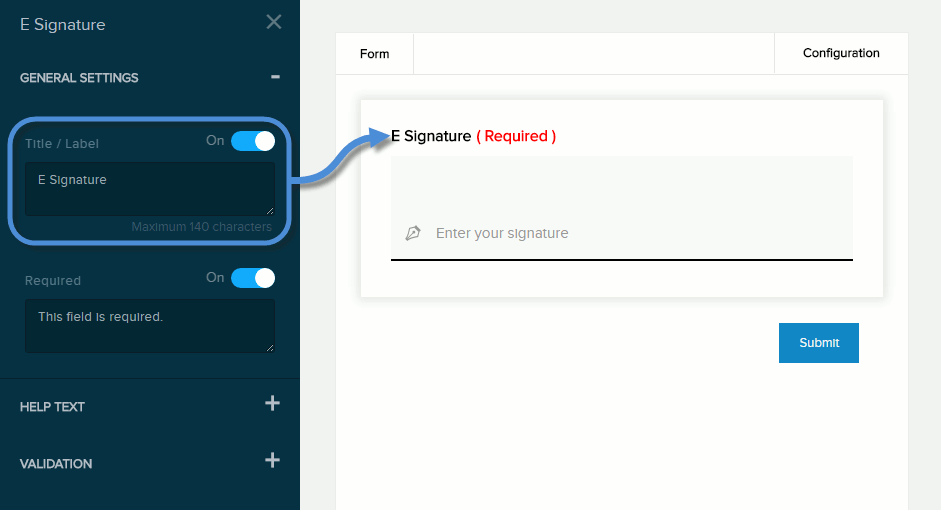 E Signature
GENERAL SETTINGS
Title / Label
On
E Signature
Maximum 140 characters
Required
On
This field is required.
HELP TEXT
VALIDATION
Form
Configuration
E Signature ( Required )
Enter your signature
Submit